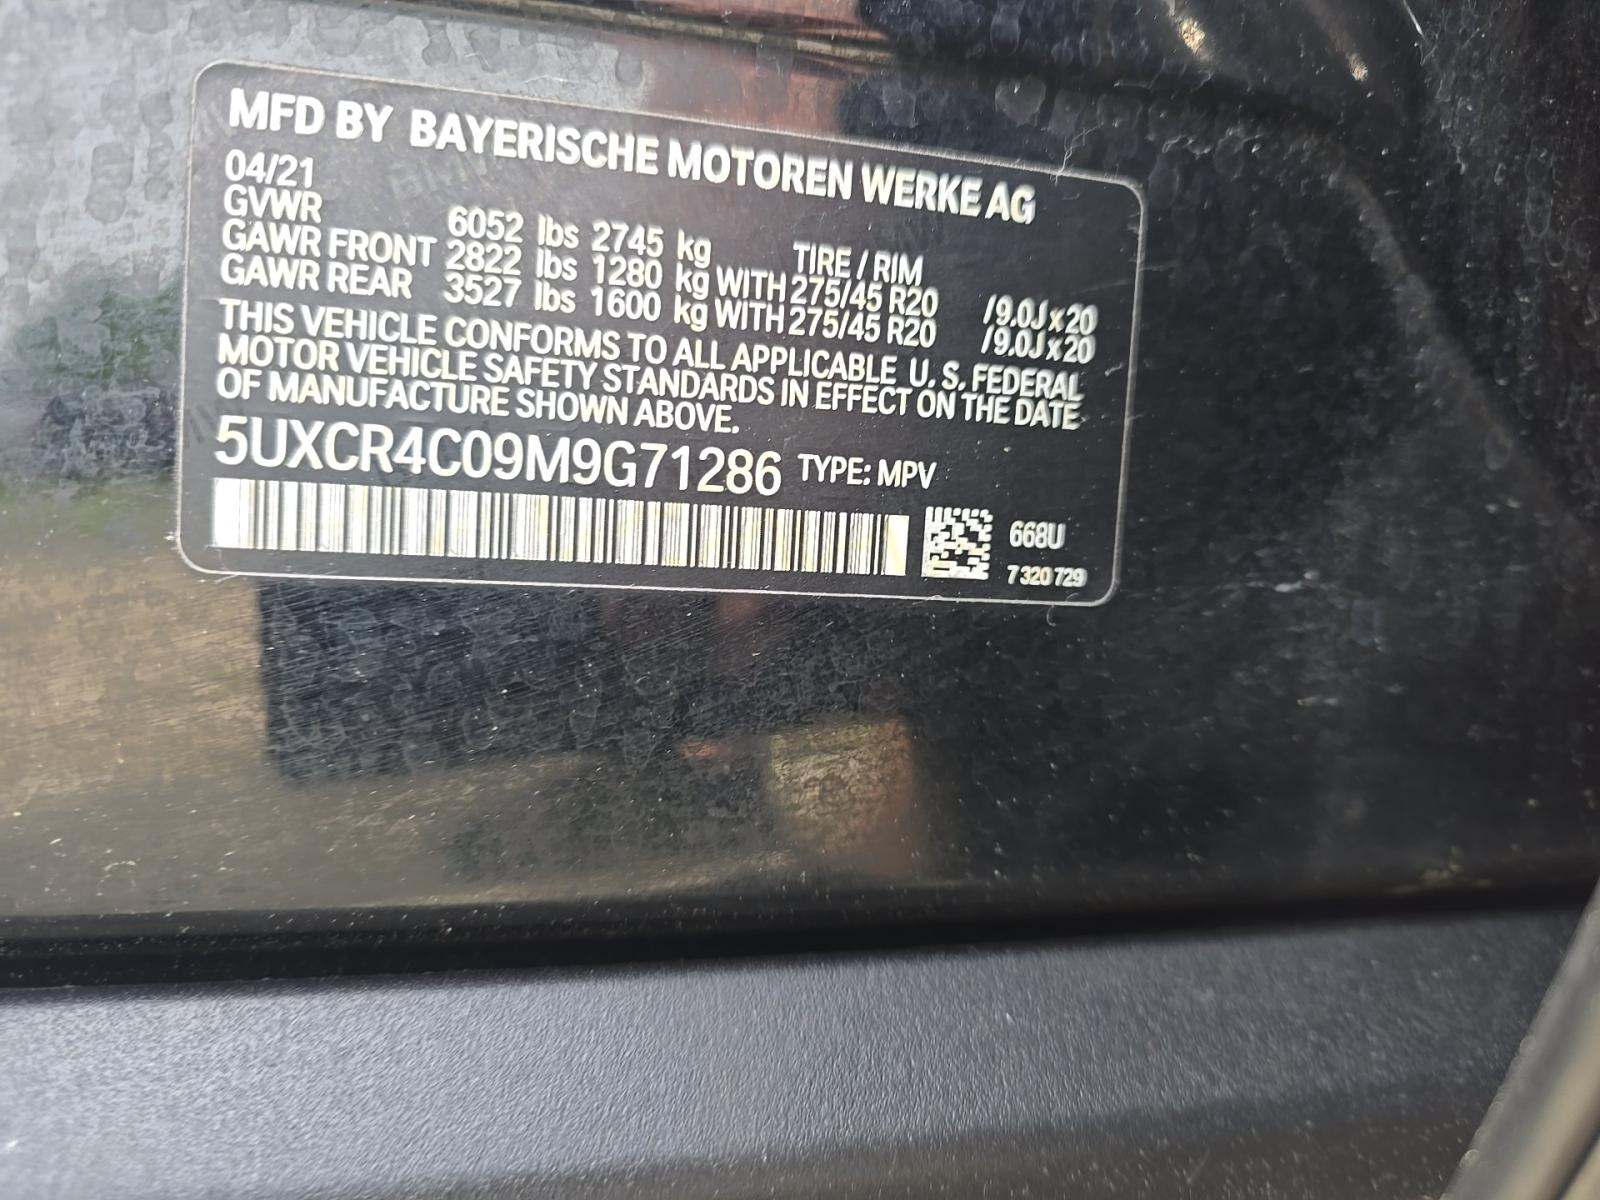 MFD BY BAYERISCHE MOTOREN WERKE AG
04/21
GVWR 6052 lbs 2745 kg TIRE / RIM
GAWR FRONT 2822 lbs 1280 kg WITH 275/45 R20 /9.0J x 20
GAWR REAR 3527 lbs 1600 kg WITH 275/45 R20 /9.0J x 20
THIS VEHICLE CONFORMS TO ALL APPLICABLE U. S. FEDERAL
MOTOR VEHICLE SAFETY STANDARDS IN EFFECT ON THE DATE
OF MANUFACTURE SHOWN ABOVE.
5UXCR4C09M9G71286 TYPE: MPV
668U
7 320 729